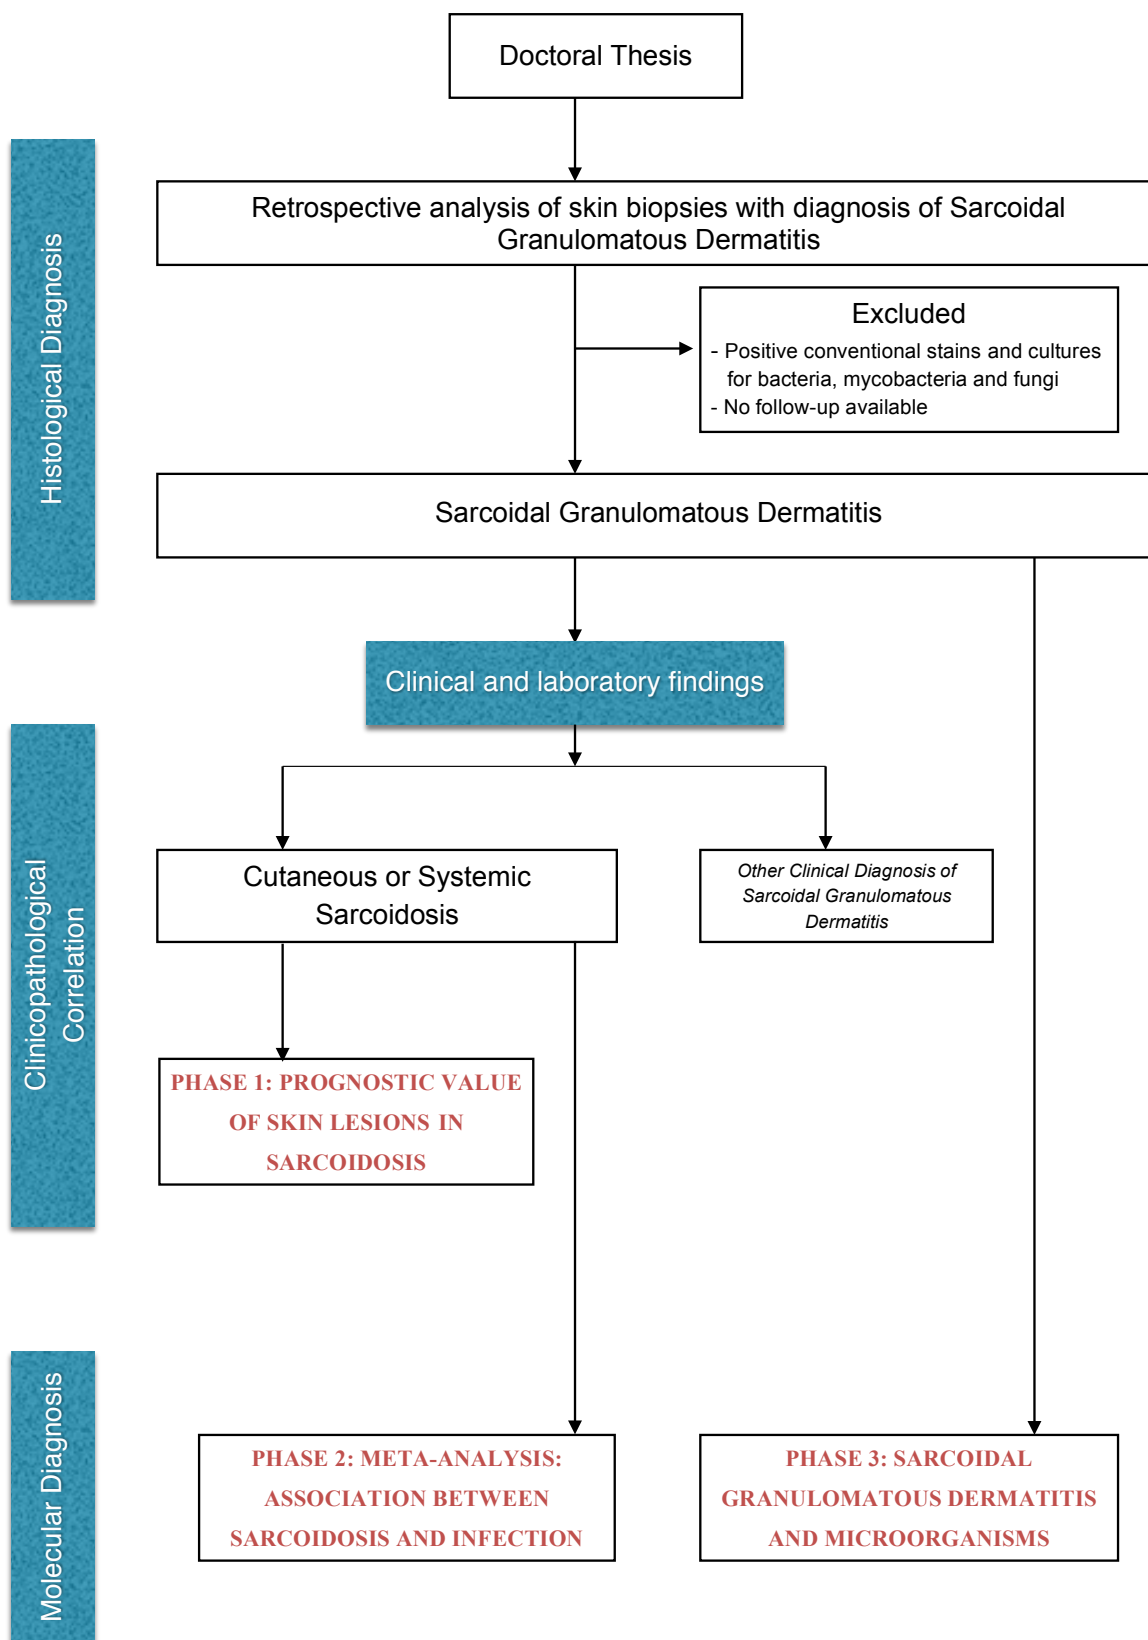 Doctoral Thesis
Histological Diagnosis
Retrospective analysis of skin biopsies with diagnosis of Sarcoidal
Granulomatous Dermatitis
Excluded
- Positive conventional stains and cultures
for bacteria, mycobacteria and fungi
- No follow-up available
Sarcoidal Granulomatous Dermatitis
Clinical and laboratory findings
Clinicopathological
Correlation
Cutaneous or Systemic
Sarcoidosis
Other Clinical Diagnosis of
Sarcoidal Granulomatous
Dermatitis
PHASE 1: PROGNOSTIC VALUE
OF SKIN LESIONS IN
SARCOIDOSIS
Molecular Diagnosis
PHASE 2: META-ANALYSIS:
ASSOCIATION BETWEEN
SARCOIDOSIS AND INFECTION
PHASE 3: SARCOIDAL
GRANULOMATOUS DERMATITIS
AND MICROORGANISMS